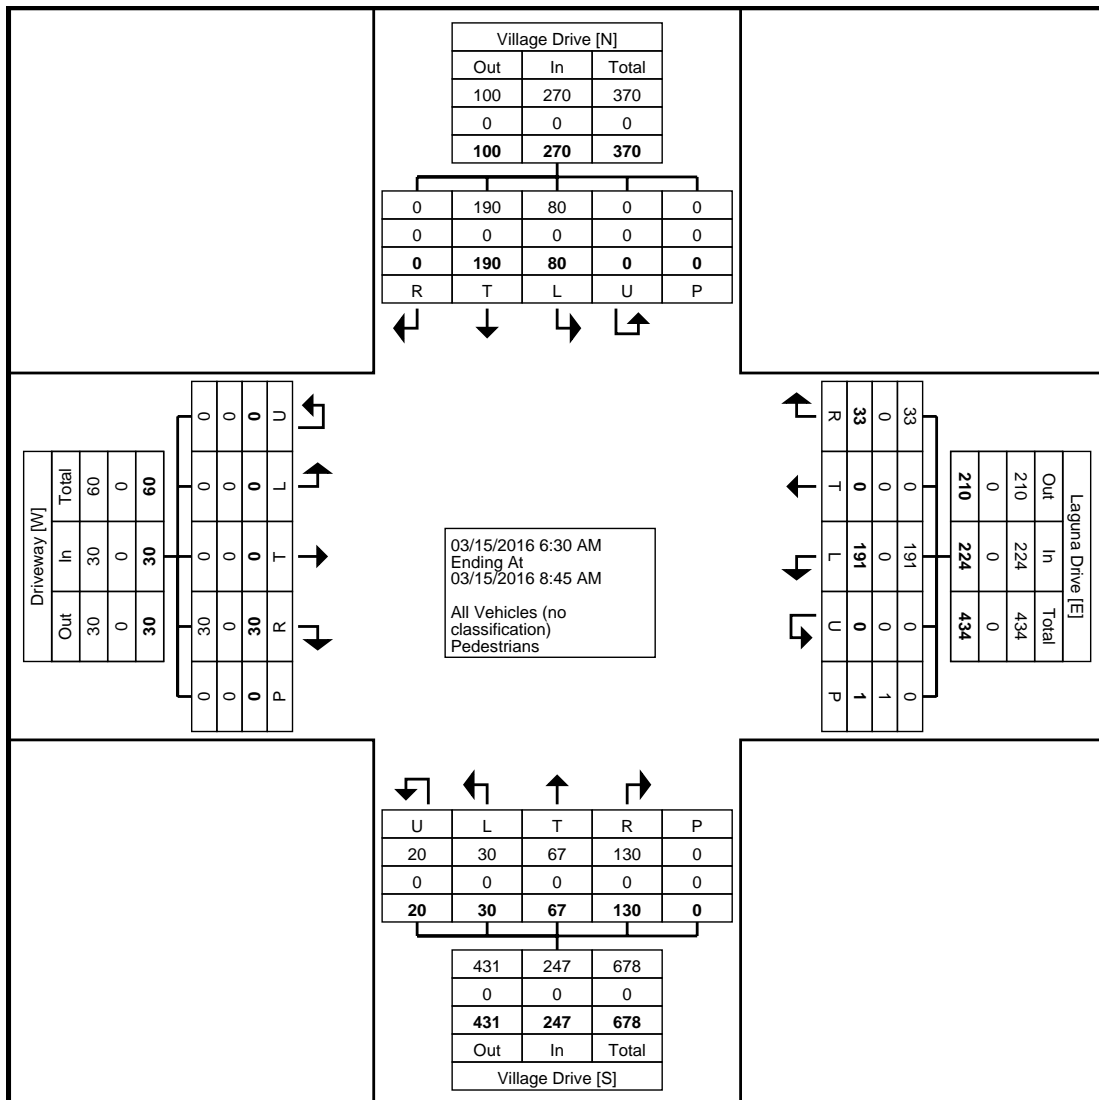 Village Drive [N]
Out In Total
100 270 370
0 0 0
100 270 370
0 190 80 0 0
0 0 0 0 0
0 190 80 0 0
R T L U P
Driveway [W]
Total 60 0 60
In 30 0 30
Out 30 0 30
0 0 0 U
0 0 0 L
0 0 0 T
30 0 30 R
0 0 0 P
03/15/2016 6:30 AM
Ending At
03/15/2016 8:45 AM
All Vehicles (no
classification)
Pedestrians
R 33 0 33
T 0 0 0
L 191 0 191
U 0 0 0
P 1 1 0
210 0 210 Out
224 0 224 In
434 0 434 Total
Laguna Drive [E]
U L T R P
20 30 67 130 0
0 0 0 0 0
20 30 67 130 0
431 247 678
0 0 0
431 247 678
Out In Total
Village Drive [S]